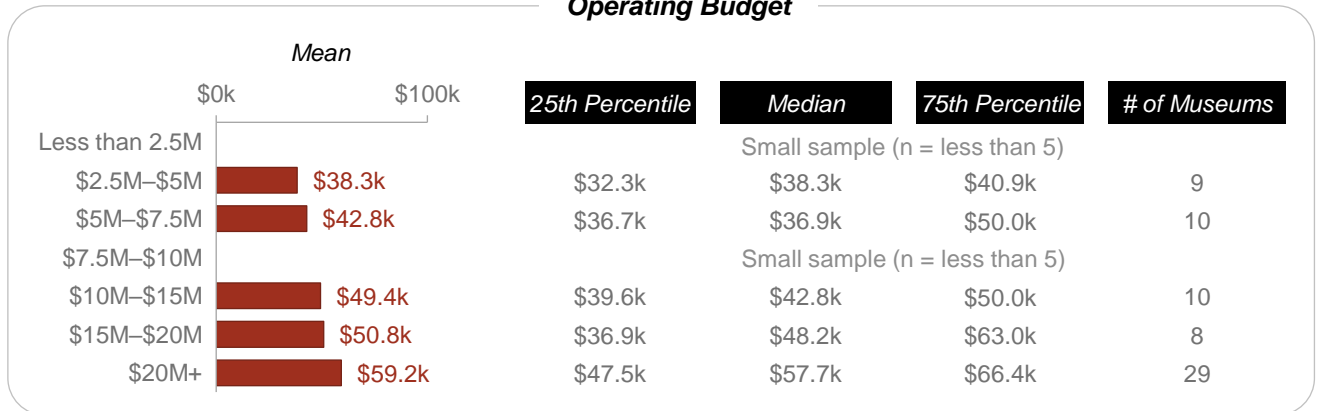 Operating Budget
Mean
$0k $100k 25th Percentile Median 75th Percentile # of Museums
Less than 2.5M Small sample (n = less than 5)
$2.5M–$5M $38.3k $32.3k $38.3k $40.9k 9
$5M–$7.5M $42.8k $36.7k $36.9k $50.0k 10
$7.5M–$10M Small sample (n = less than 5)
$10M–$15M $49.4k $39.6k $42.8k $50.0k 10
$15M–$20M $50.8k $36.9k $48.2k $63.0k 8
$20M+ $59.2k $47.5k $57.7k $66.4k 29